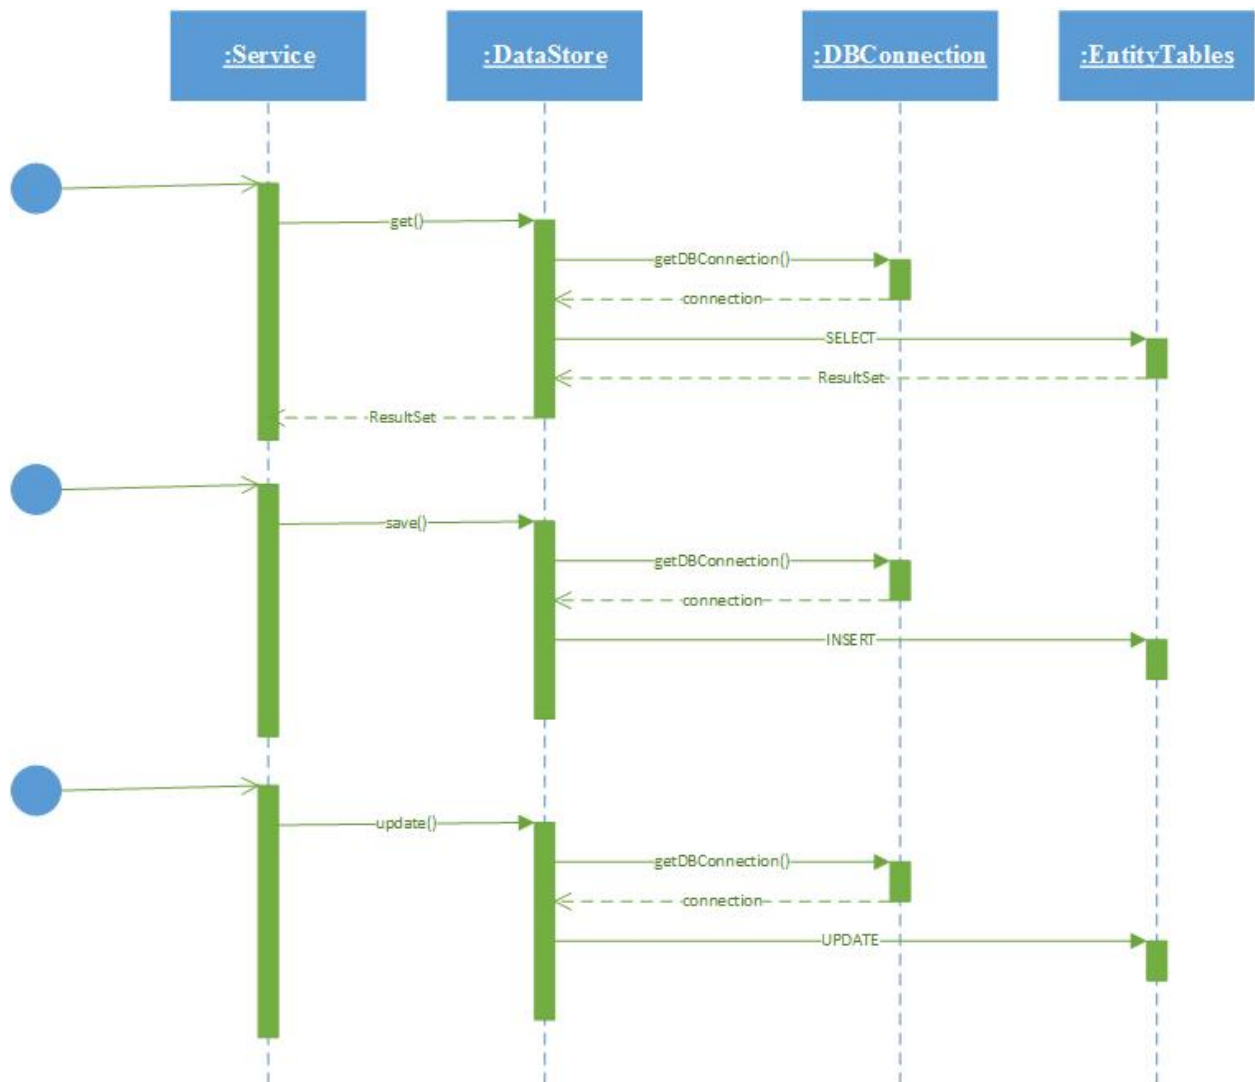 :Service
:DataStore
:DBConnection
:EntityTables
get()
getDBConnection()
connection
SELECT
ResultSet
ResultSet
save()
getDBConnection()
connection
INSERT
update()
getDBConnection()
connection
UPDATE